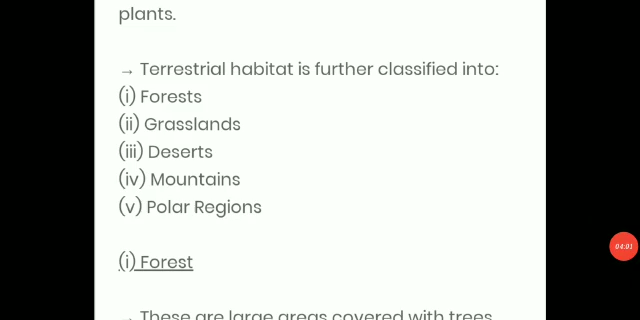 plants.
→ Terrestrial habitat is further classified into:
(i) Forests
(ii) Grasslands
(iii) Deserts
(iv) Mountains
(v) Polar Regions
(i) Forest
→ These are large areas covered with trees
04:01